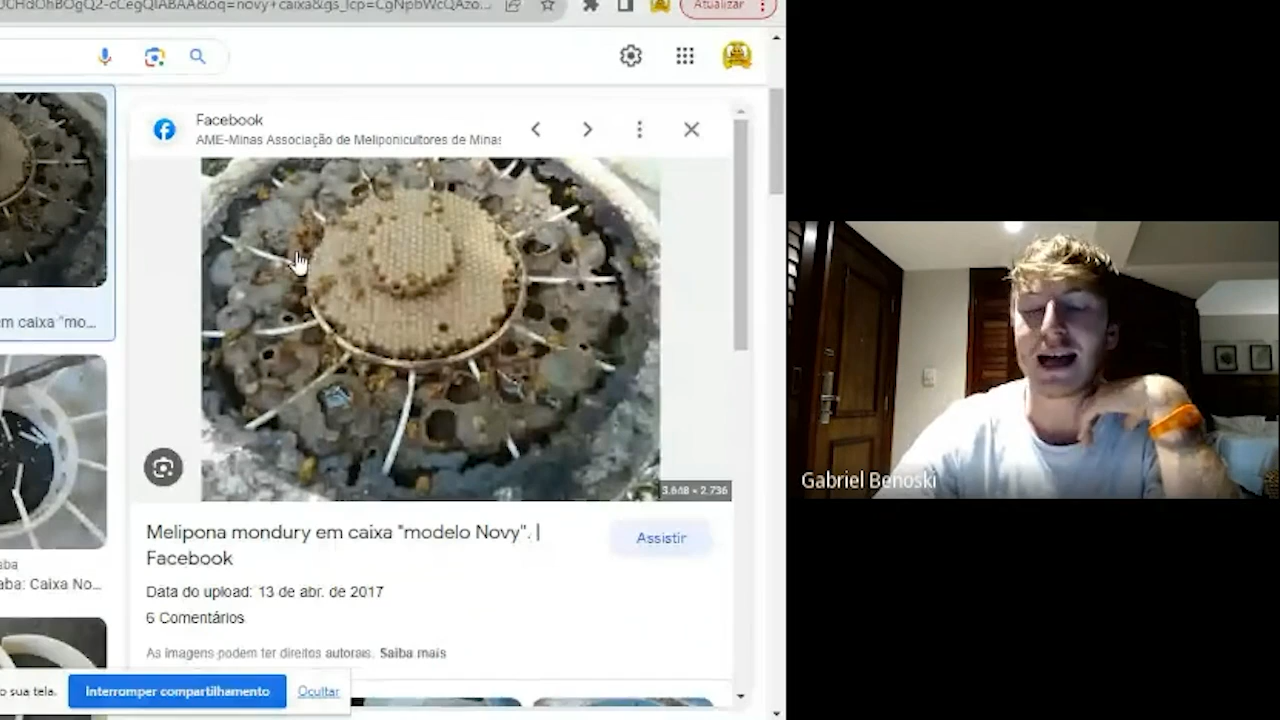 Atualizar
Facebook
AME-Minas Associação de Meliponicultores de Minas
em caixa "mo...
3.648 × 2.736
Melipona mondury em caixa "modelo Novy". |
Facebook
Assistir
Data do upload: 13 de abr. de 2017
6 Comentários
aba: Caixa No...
As imagens podem ter direitos autorais. Saiba mais
o sua tela.
Interromper compartilhamento
Ocultar
Gabriel Benoski